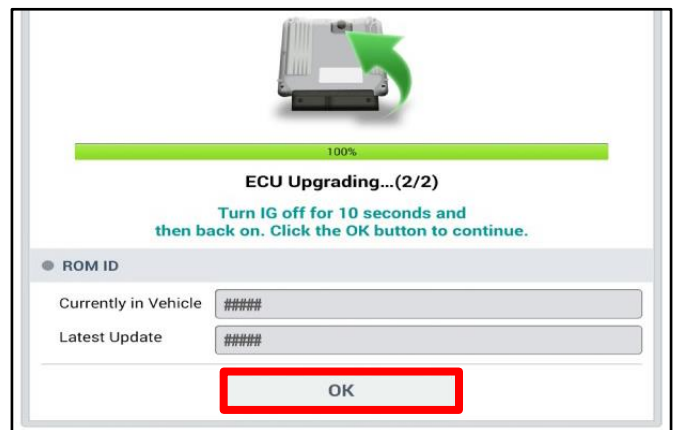 100%
ECU Upgrading...(2/2)
Turn IG off for 10 seconds and
then back on. Click the OK button to continue.
ROM ID
Currently in Vehicle #####
Latest Update #####
OK